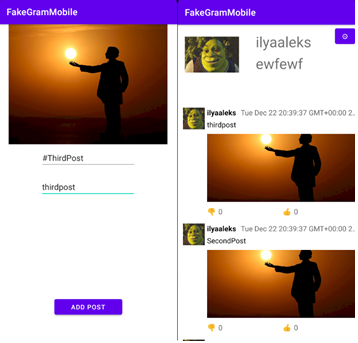 FakeGramMobile
#ThirdPost
thirdpost
ADD POST
FakeGramMobile
ilyaaleks
ewfewf
ilyaaleks Tue Dec 22 20:39:37 GMT+00:00 2...
thirdpost
0 0
ilyaaleks Tue Dec 22 20:39:37 GMT+00:00 2...
SecondPost
0 0